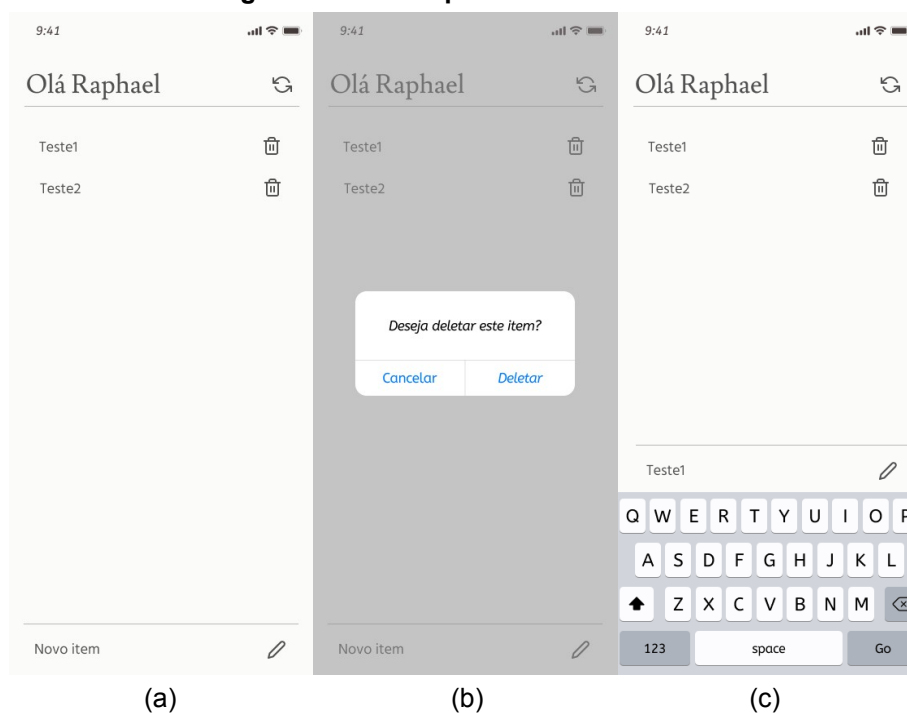 9:41
Olá Raphael
Teste1
Teste2
Novo item
(a)
9:41
Olá Raphael
Teste1
Teste2
Deseja deletar este item?
Cancelar Deletar
Novo item
(b)
9:41
Olá Raphael
Teste1
Teste2
Teste1
Q W E R T Y U I O P
A S D F G H J K L
Z X C V B N M
123 space Go
(c)